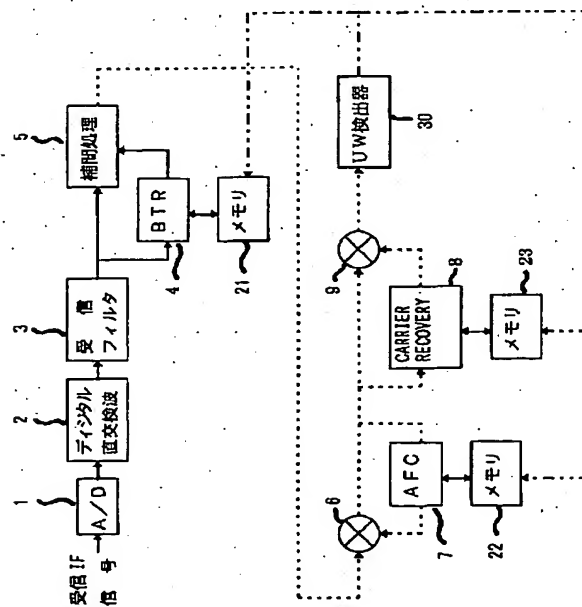 受信IF
信号
1
A/D
2
ディジタル
直交検波
3
受信
フィルタ
5
補間処理
BTR
4
メモリ
21
6
AFC
7
メモリ
22
9
CARRIER
RECOVERY
8
メモリ
23
UW検出器
30